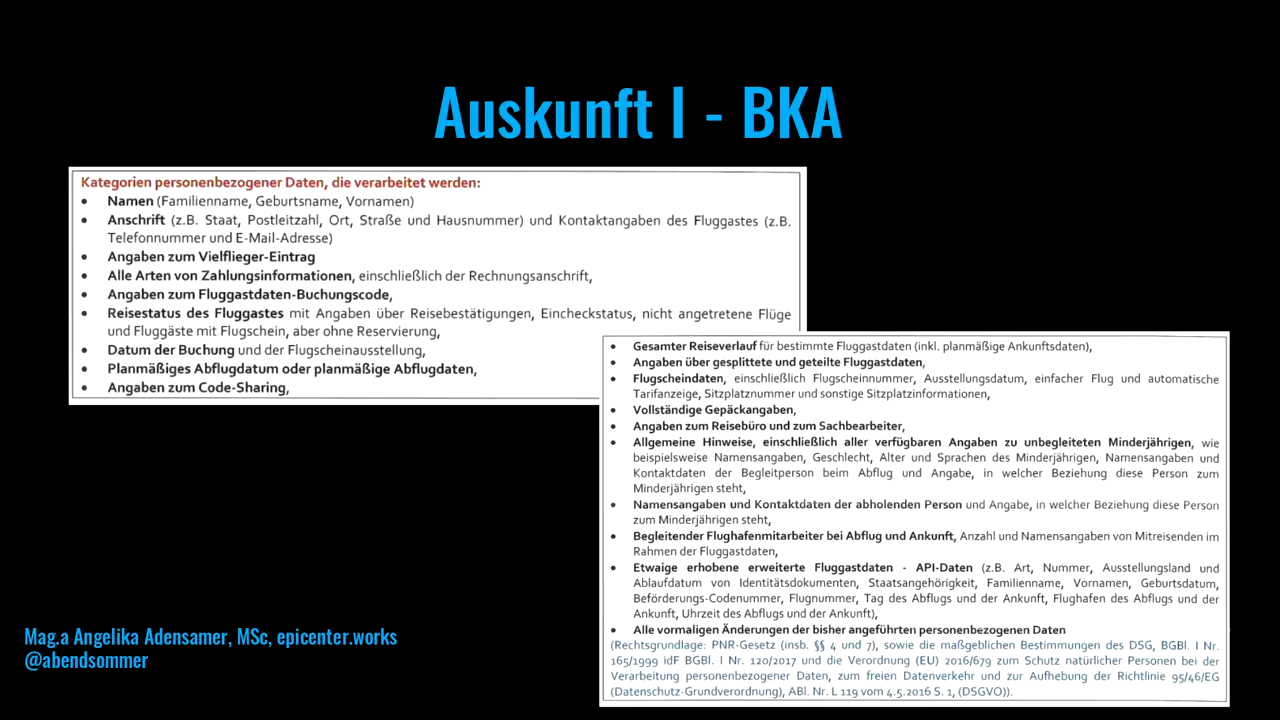 Auskunft I - BKA
Kategorien personenbezogener Daten, die verarbeitet werden:
• Namen (Familienname, Geburtsname, Vornamen)
• Anschrift (z.B. Staat, Postleitzahl, Ort, Straße und Hausnummer) und Kontaktangaben des Fluggastes (z.B.
Telefonnummer und E-Mail-Adresse)
• Angaben zum Vielflieger-Eintrag
• Alle Arten von Zahlungsinformationen, einschließlich der Rechnungsanschrift,
• Angaben zum Fluggastdaten-Buchungscode,
• Reisestatus des Fluggastes mit Angaben über Reisebestätigungen, Eincheckstatus, nicht angetretene Flüge
und Fluggäste mit Flugschein, aber ohne Reservierung,
• Datum der Buchung und der Flugscheinausstellung,
• Planmäßiges Abflugdatum oder planmäßige Abflugdaten,
• Angaben zum Code-Sharing,
• Gesamter Reiseverlauf für bestimmte Fluggastdaten (inkl. planmäßige Ankunftsdaten),
• Angaben über gesplittete und geteilte Fluggastdaten,
• Flugscheindaten, einschließlich Flugscheinnummer, Ausstellungsdatum, einfacher Flug und automatische
Tarifanzeige, Sitzplatznummer und sonstige Sitzplatzinformationen,
• Vollständige Gepäckangaben,
• Angaben zum Reisebüro und zum Sachbearbeiter,
• Allgemeine Hinweise, einschließlich aller verfügbaren Angaben zu unbegleiteten Minderjährigen, wie
beispielsweise Namensangaben, Geschlecht, Alter und Sprachen des Minderjährigen, Namensangaben und
Kontaktdaten der Begleitperson beim Abflug und Angabe, in welcher Beziehung diese Person zum
Minderjährigen steht,
• Namensangaben und Kontaktdaten der abholenden Person und Angabe, in welcher Beziehung diese Person
zum Minderjährigen steht,
• Begleitender Flughafenmitarbeiter bei Abflug und Ankunft, Anzahl und Namensangaben von Mitreisenden im
Rahmen der Fluggastdaten,
• Etwaige erhobene erweiterte Fluggastdaten - API-Daten (z.B. Art, Nummer, Ausstellungsland und
Ablaufdatum von Identitätsdokumenten, Staatsangehörigkeit, Familienname, Vornamen, Geburtsdatum,
Beförderungs-Codenummer, Flugnummer, Tag des Abflugs und der Ankunft, Flughafen des Abflugs und der
Ankunft, Uhrzeit des Abflugs und der Ankunft),
• Alle vormaligen Änderungen der bisher angeführten personenbezogenen Daten
(Rechtsgrundlage: PNR-Gesetz (insb. §§ 4 und 7), sowie die maßgeblichen Bestimmungen des DSG, BGBl. I Nr.
165/1999 idF BGBl. I Nr. 120/2017 und die Verordnung (EU) 2016/679 zum Schutz natürlicher Personen bei der
Verarbeitung personenbezogener Daten, zum freien Datenverkehr und zur Aufhebung der Richtlinie 95/46/EG
(Datenschutz-Grundverordnung), ABl. Nr. L 119 vom 4.5.2016 S. 1, (DSGVO)).
Mag.a Angelika Adensamer, MSc, epicenter.works
@abendsommer